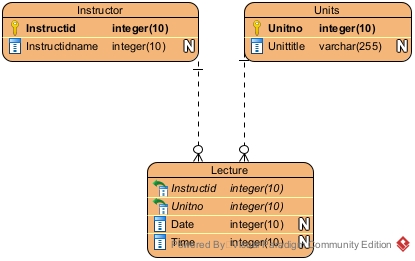 Instructor
Instructid integer(10)
Instructidname integer(10) N
Units
Unitno integer(10)
Unittitle varchar(255) N
Lecture
Instructid integer(10)
Unitno integer(10)
Date integer(10) N
Time integer(10) N
Powered By: Visual Paradigm Community Edition